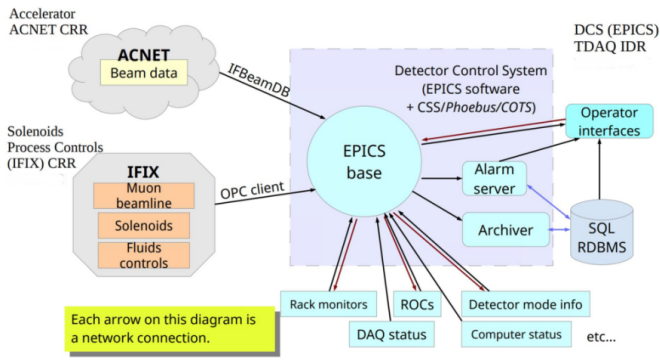 Accelerator
ACNET CRR
ACNET
Beam data
IFBeamDB
DCS (EPICS)
TDAQ IDR
Detector Control System
(EPICS software
+ CSS/Phoebus/COTS)
Operator
interfaces
Solenoids
Process Controls
(IFIX) CRR
IFIX
Muon
beamline
Solenoids
Fluids
controls
OPC client
EPICS
base
Alarm
server
Archiver
SQL
RDBMS
Rack monitors
ROCs
Detector mode info
DAQ status
Computer status
etc...
Each arrow on this diagram is
a network connection.